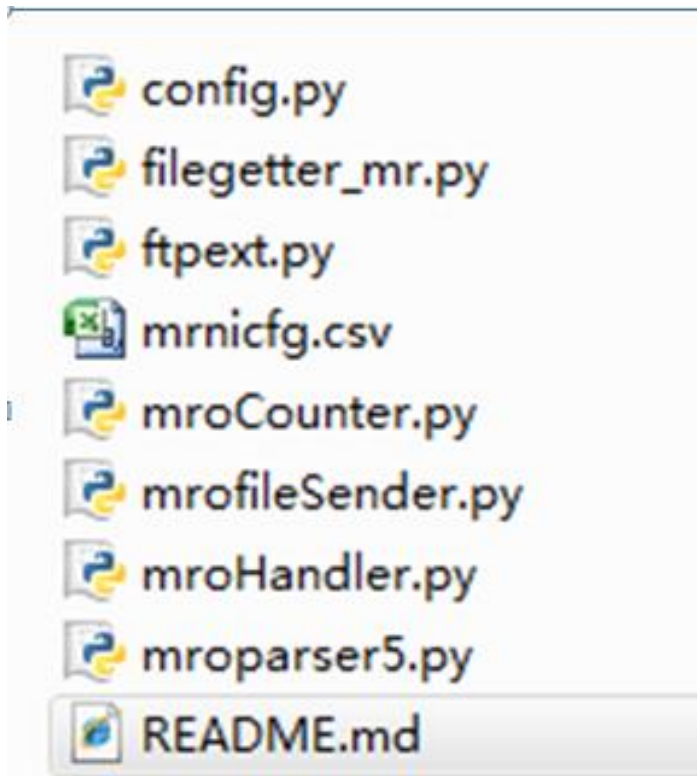 config.py
filegetter_mr.py
ftpext.py
mrnicfg.csv
mroCounter.py
mrofileSender.py
mroHandler.py
mroparser5.py
README.md